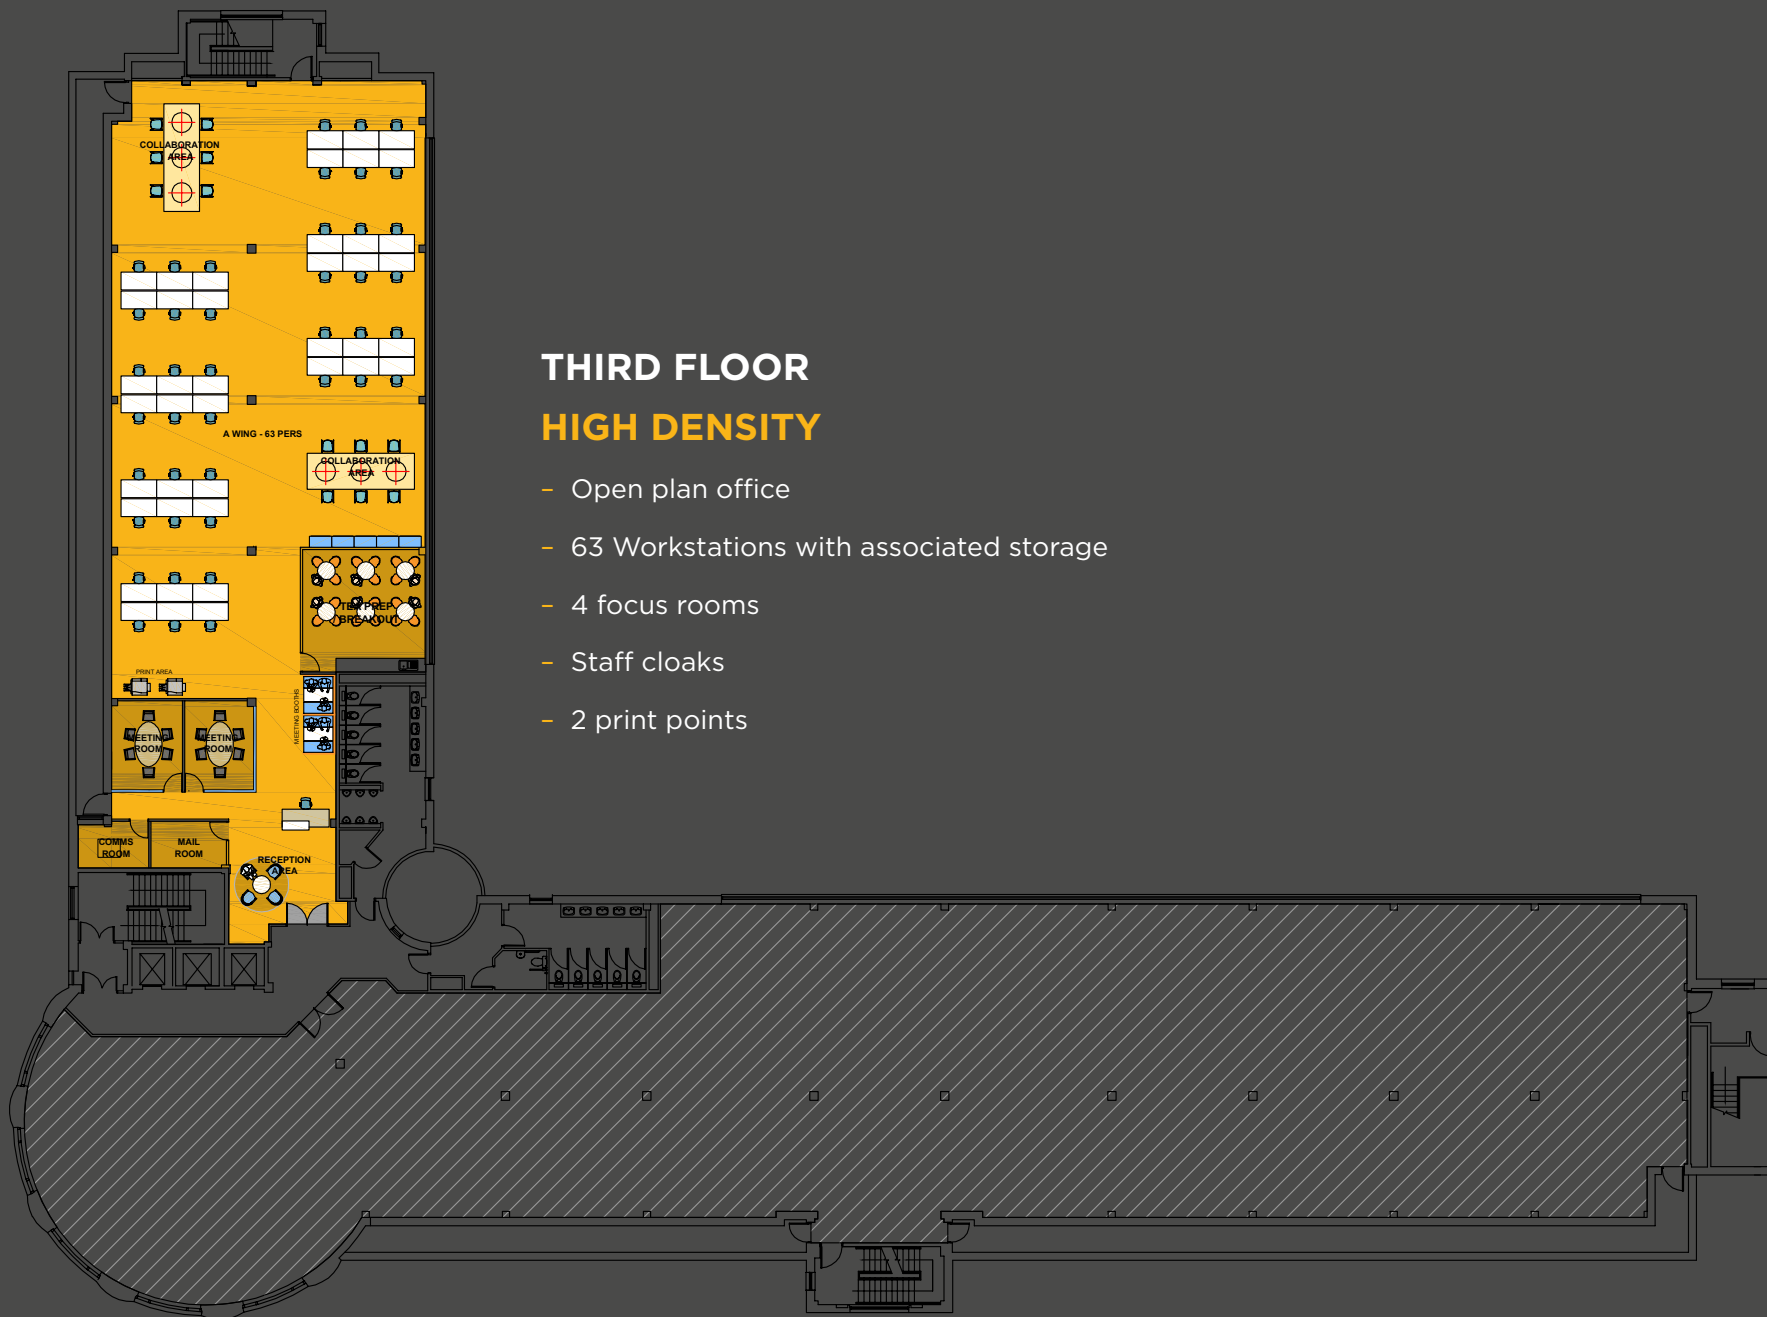 COLLABORATION
AREA
A WING - 63 PERS
COLLABORATION
AREA
TEA PREP
BREAKOUT
PRINT AREA
MEETING BOOTHS
MEETING
ROOM
MEETING
ROOM
COMMS
ROOM
MAIL
ROOM
RECEPTION
AREA
THIRD FLOOR
HIGH DENSITY
– Open plan office
– 63 Workstations with associated storage
– 4 focus rooms
– Staff cloaks
– 2 print points